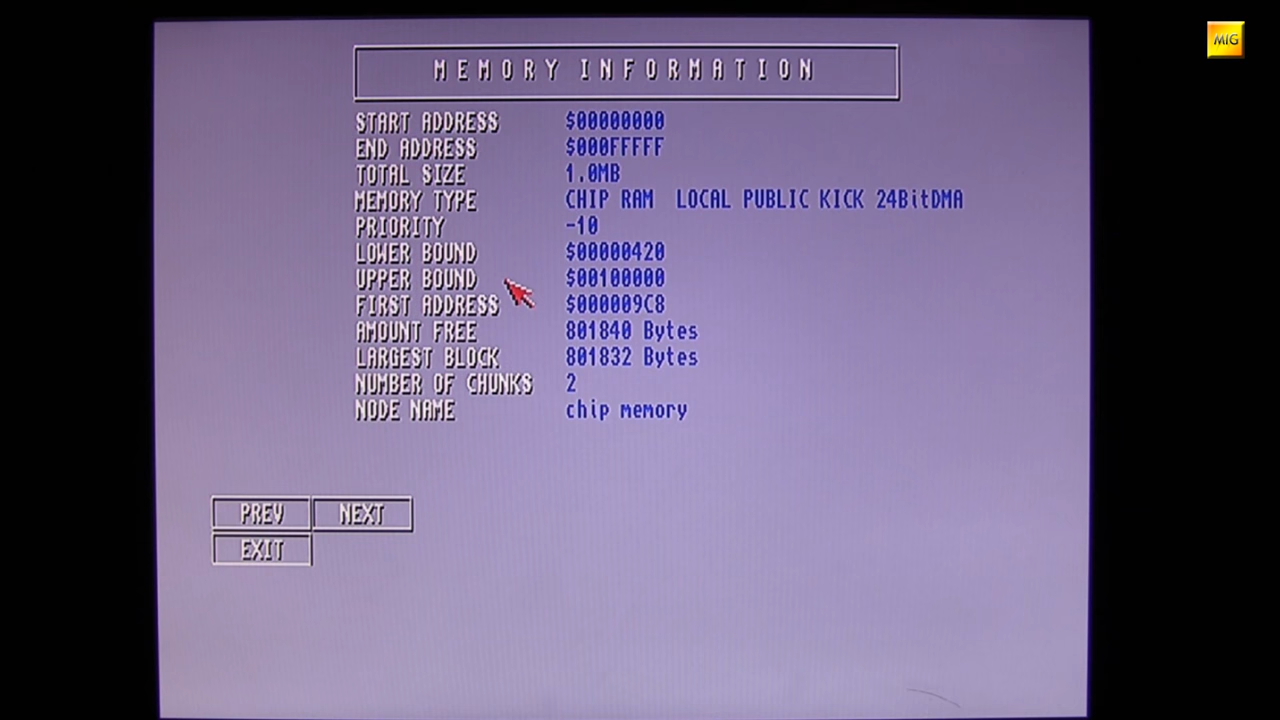 MIG
MEMORY INFORMATION
START ADDRESS $00000000
END ADDRESS $000FFFFF
TOTAL SIZE 1.0MB
MEMORY TYPE CHIP RAM LOCAL PUBLIC KICK 24BitDMA
PRIORITY -10
LOWER BOUND $00000420
UPPER BOUND $00100000
FIRST ADDRESS $000009C8
AMOUNT FREE 801840 Bytes
LARGEST BLOCK 801832 Bytes
NUMBER OF CHUNKS 2
NODE NAME chip memory
PREV NEXT
EXIT